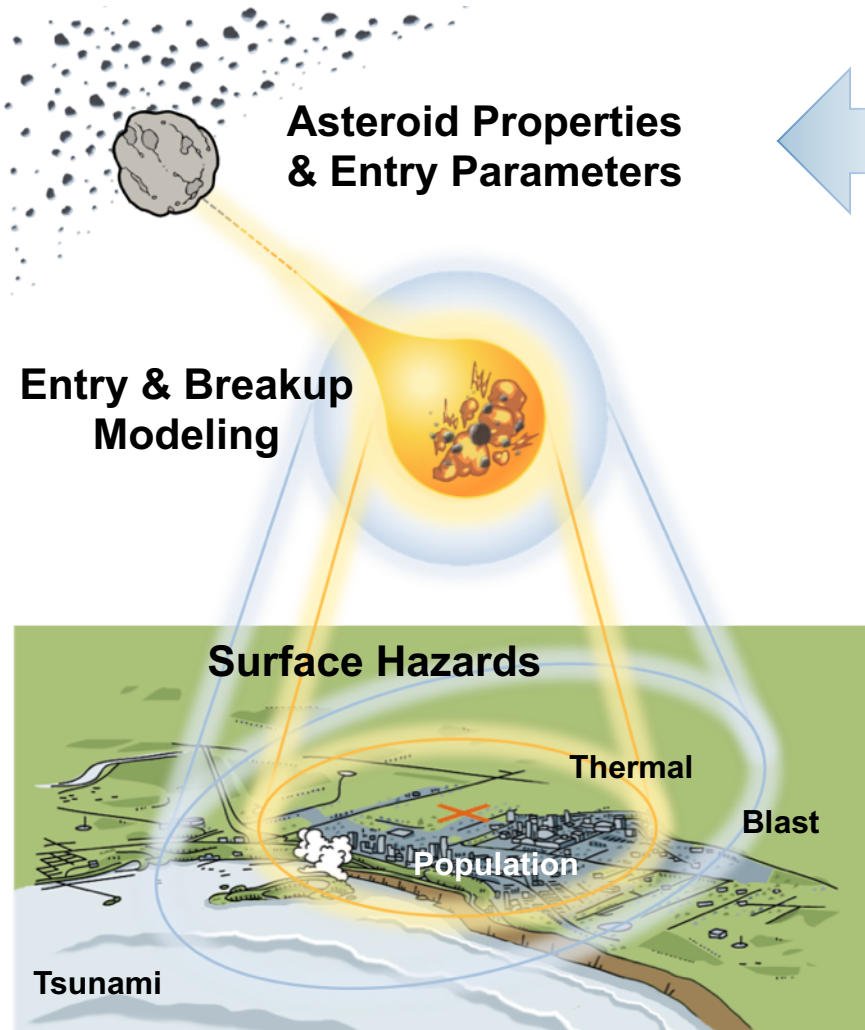 Asteroid Properties
& Entry Parameters
Entry & Breakup
Modeling
Surface Hazards
Thermal
Blast
Population
Tsunami